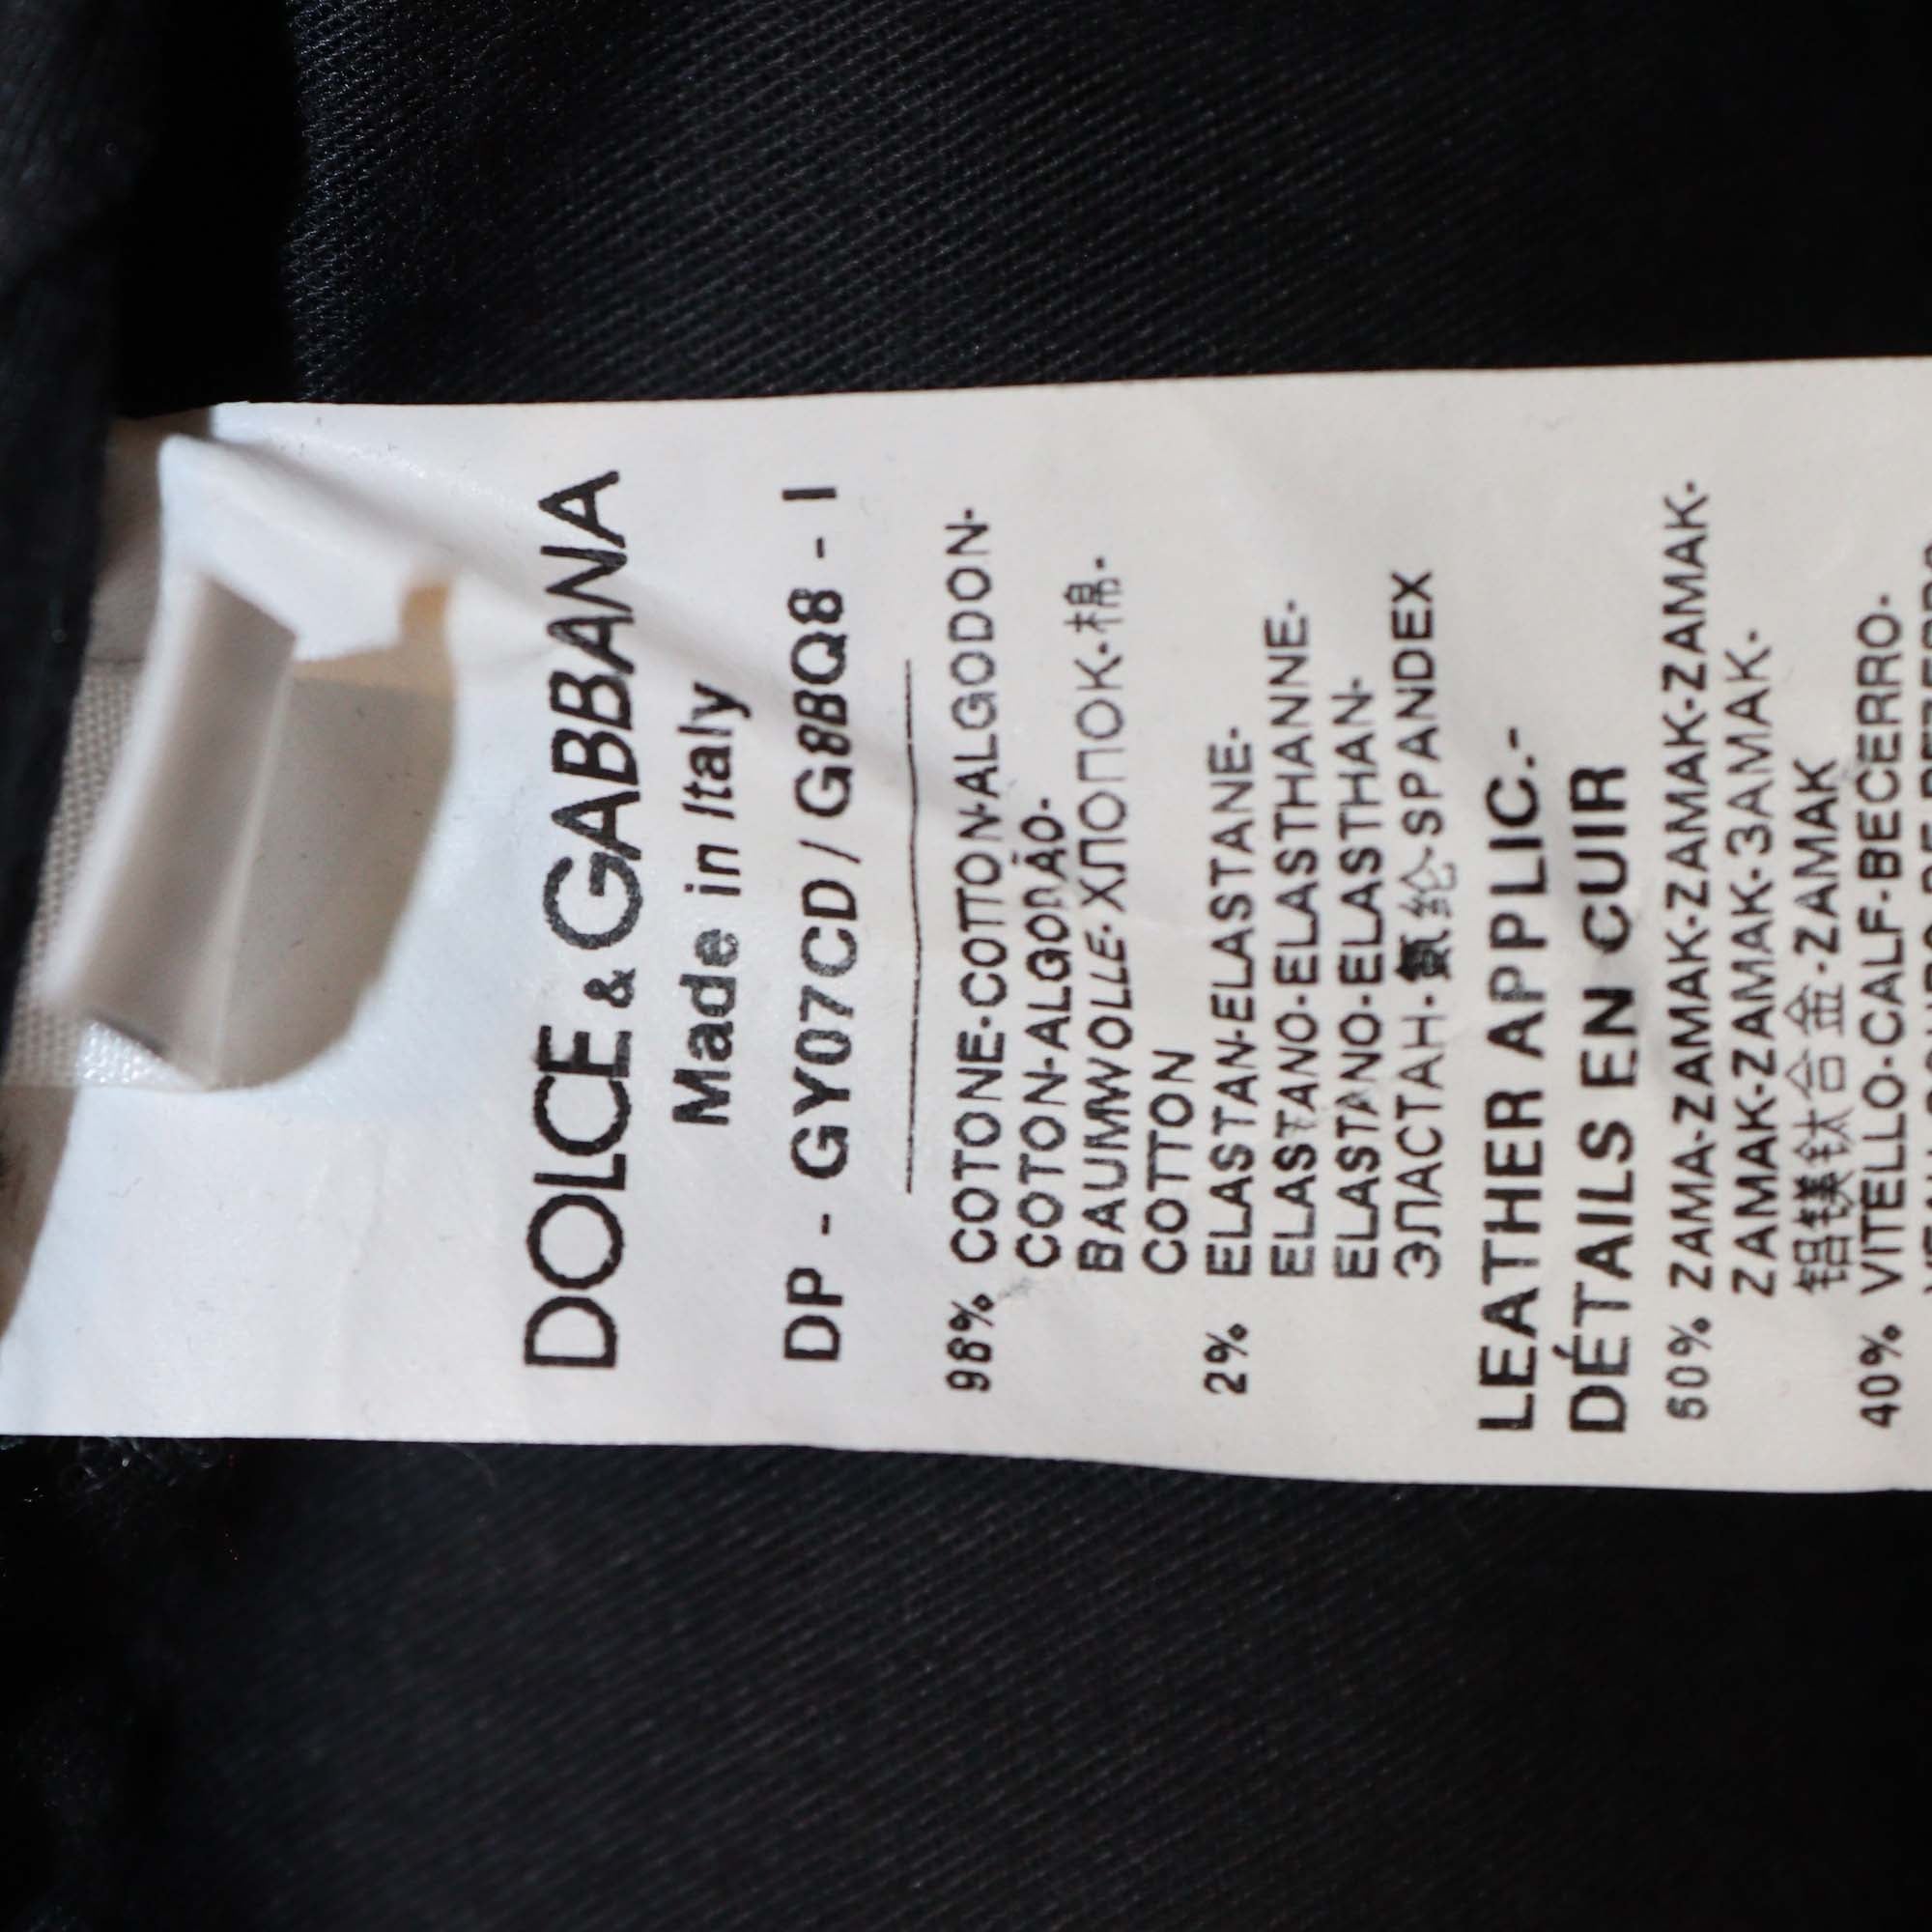 DOLCE & GABBANA
Made in Italy
DP - GY07CD / G8BQ8 - I
98% COTONE-COTTON-ALGODON-
COTON-ALGODÃO-
BAUMWOLLE-ХЛОПОК-棉-
COTTON
2% ELASTAN-ELASTANE-
ELASTANO-ELASTHANNE-
ELASTANO-ELASTHAN-
ЭЛАСТАН-氨纶-SPANDEX
LEATHER APPLIC.-
DÉTAILS EN CUIR
60% ZAMA-ZAMAK-ZAMAK-ZAMAK-ZAMAK-
ZAMAK-ZAMAK-ЗАМАК-
铝镁钛合金-ZAMAK
40% VITELLO-CALF-BECERRO-